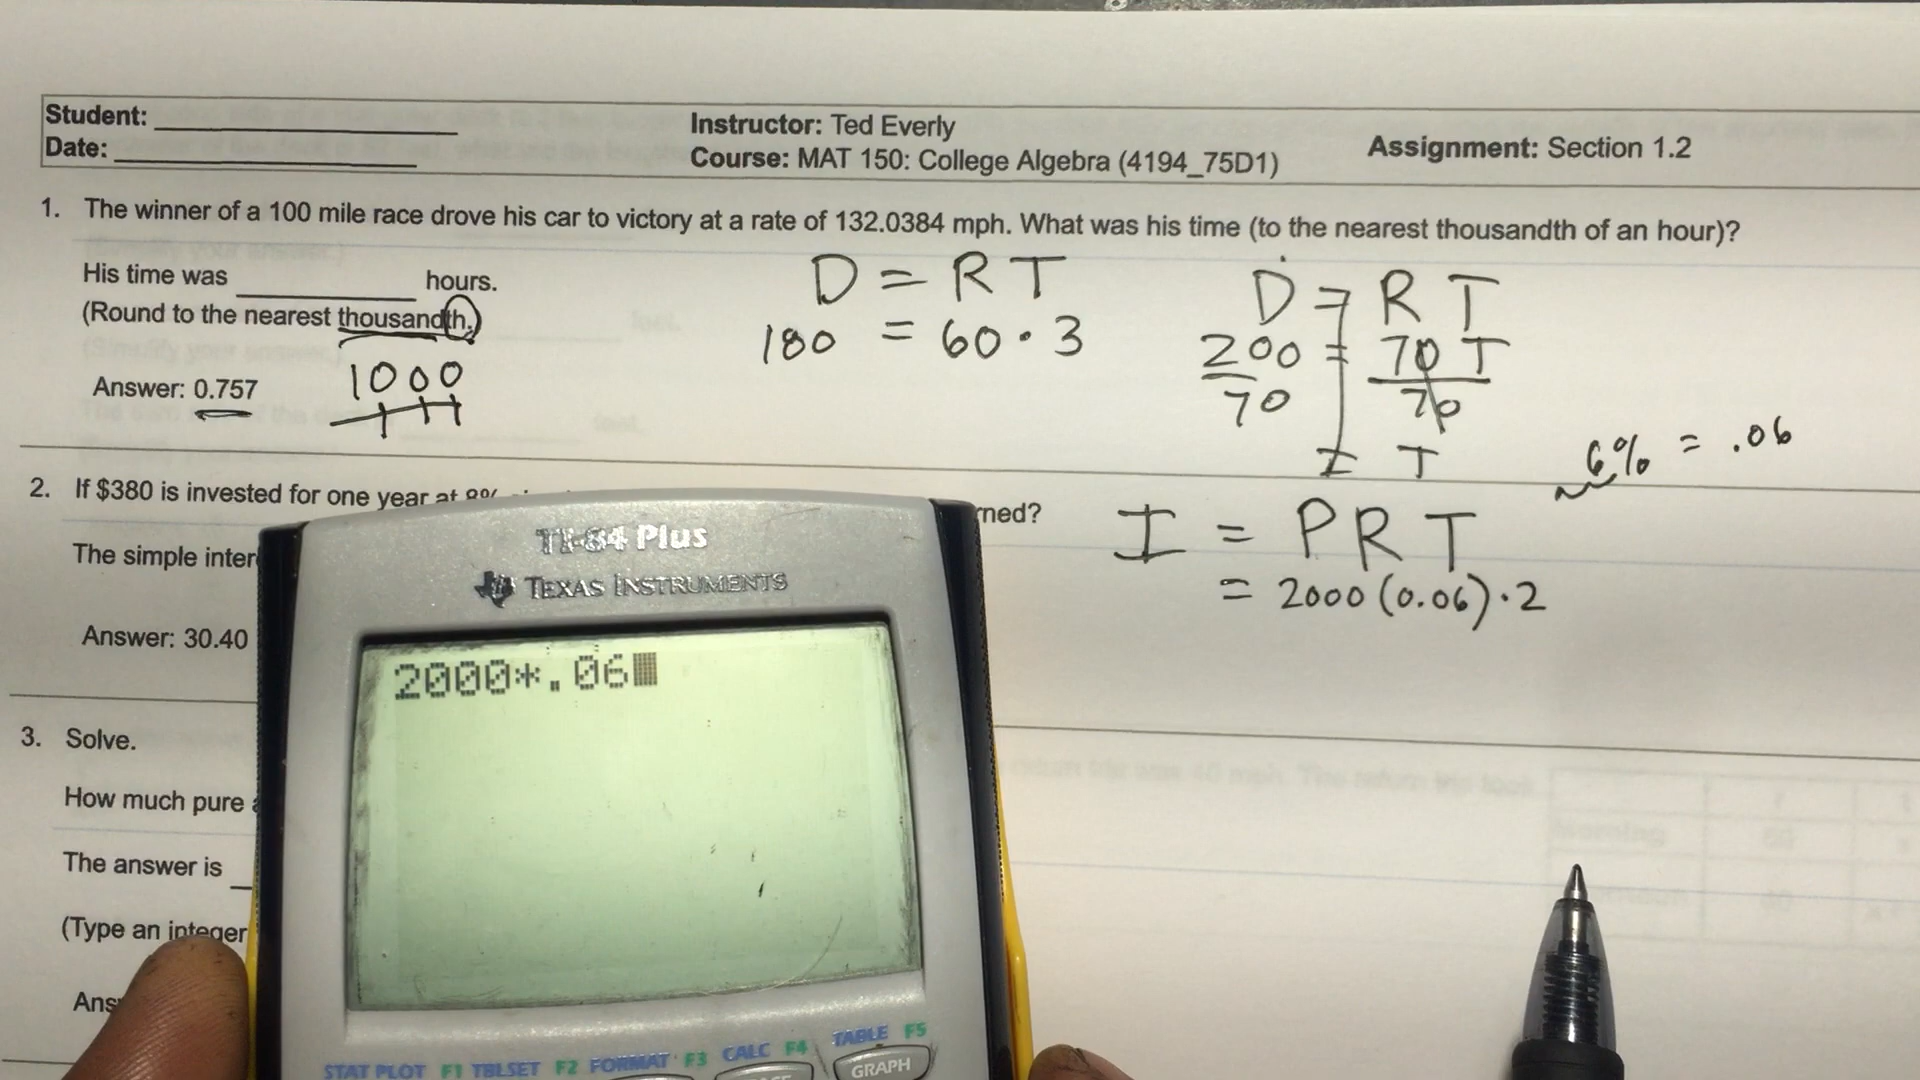 Student:
Date:
Instructor: Ted Everly
Course: MAT 150: College Algebra (4194_75D1)
Assignment: Section 1.2
1. The winner of a 100 mile race drove his car to victory at a rate of 132.0384 mph. What was his time (to the nearest thousandth of an hour)?
His time was ____ hours.
(Round to the nearest thousandth.)
Answer: 0.757
1000
D = R T
180 = 60 · 3
D = R T
200 = 70 T
70 70
= T
6% = .06
2. If $380 is invested for one year at 8%
The simple
Answer: 30.40
I = P R T
= 2000 (0.06) · 2
3. Solve.
How much pure
The answer is
(Type an integer
TI-84 Plus
TEXAS INSTRUMENTS
2000*.06
STAT PLOT F1 TBLSET F2 FORMAT F3 CALC F4 TABLE F5
GRAPH